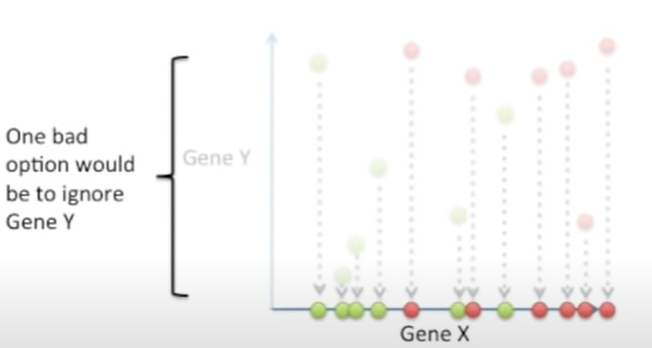 One bad
option would
be to ignore
Gene Y
Gene Y
Gene X